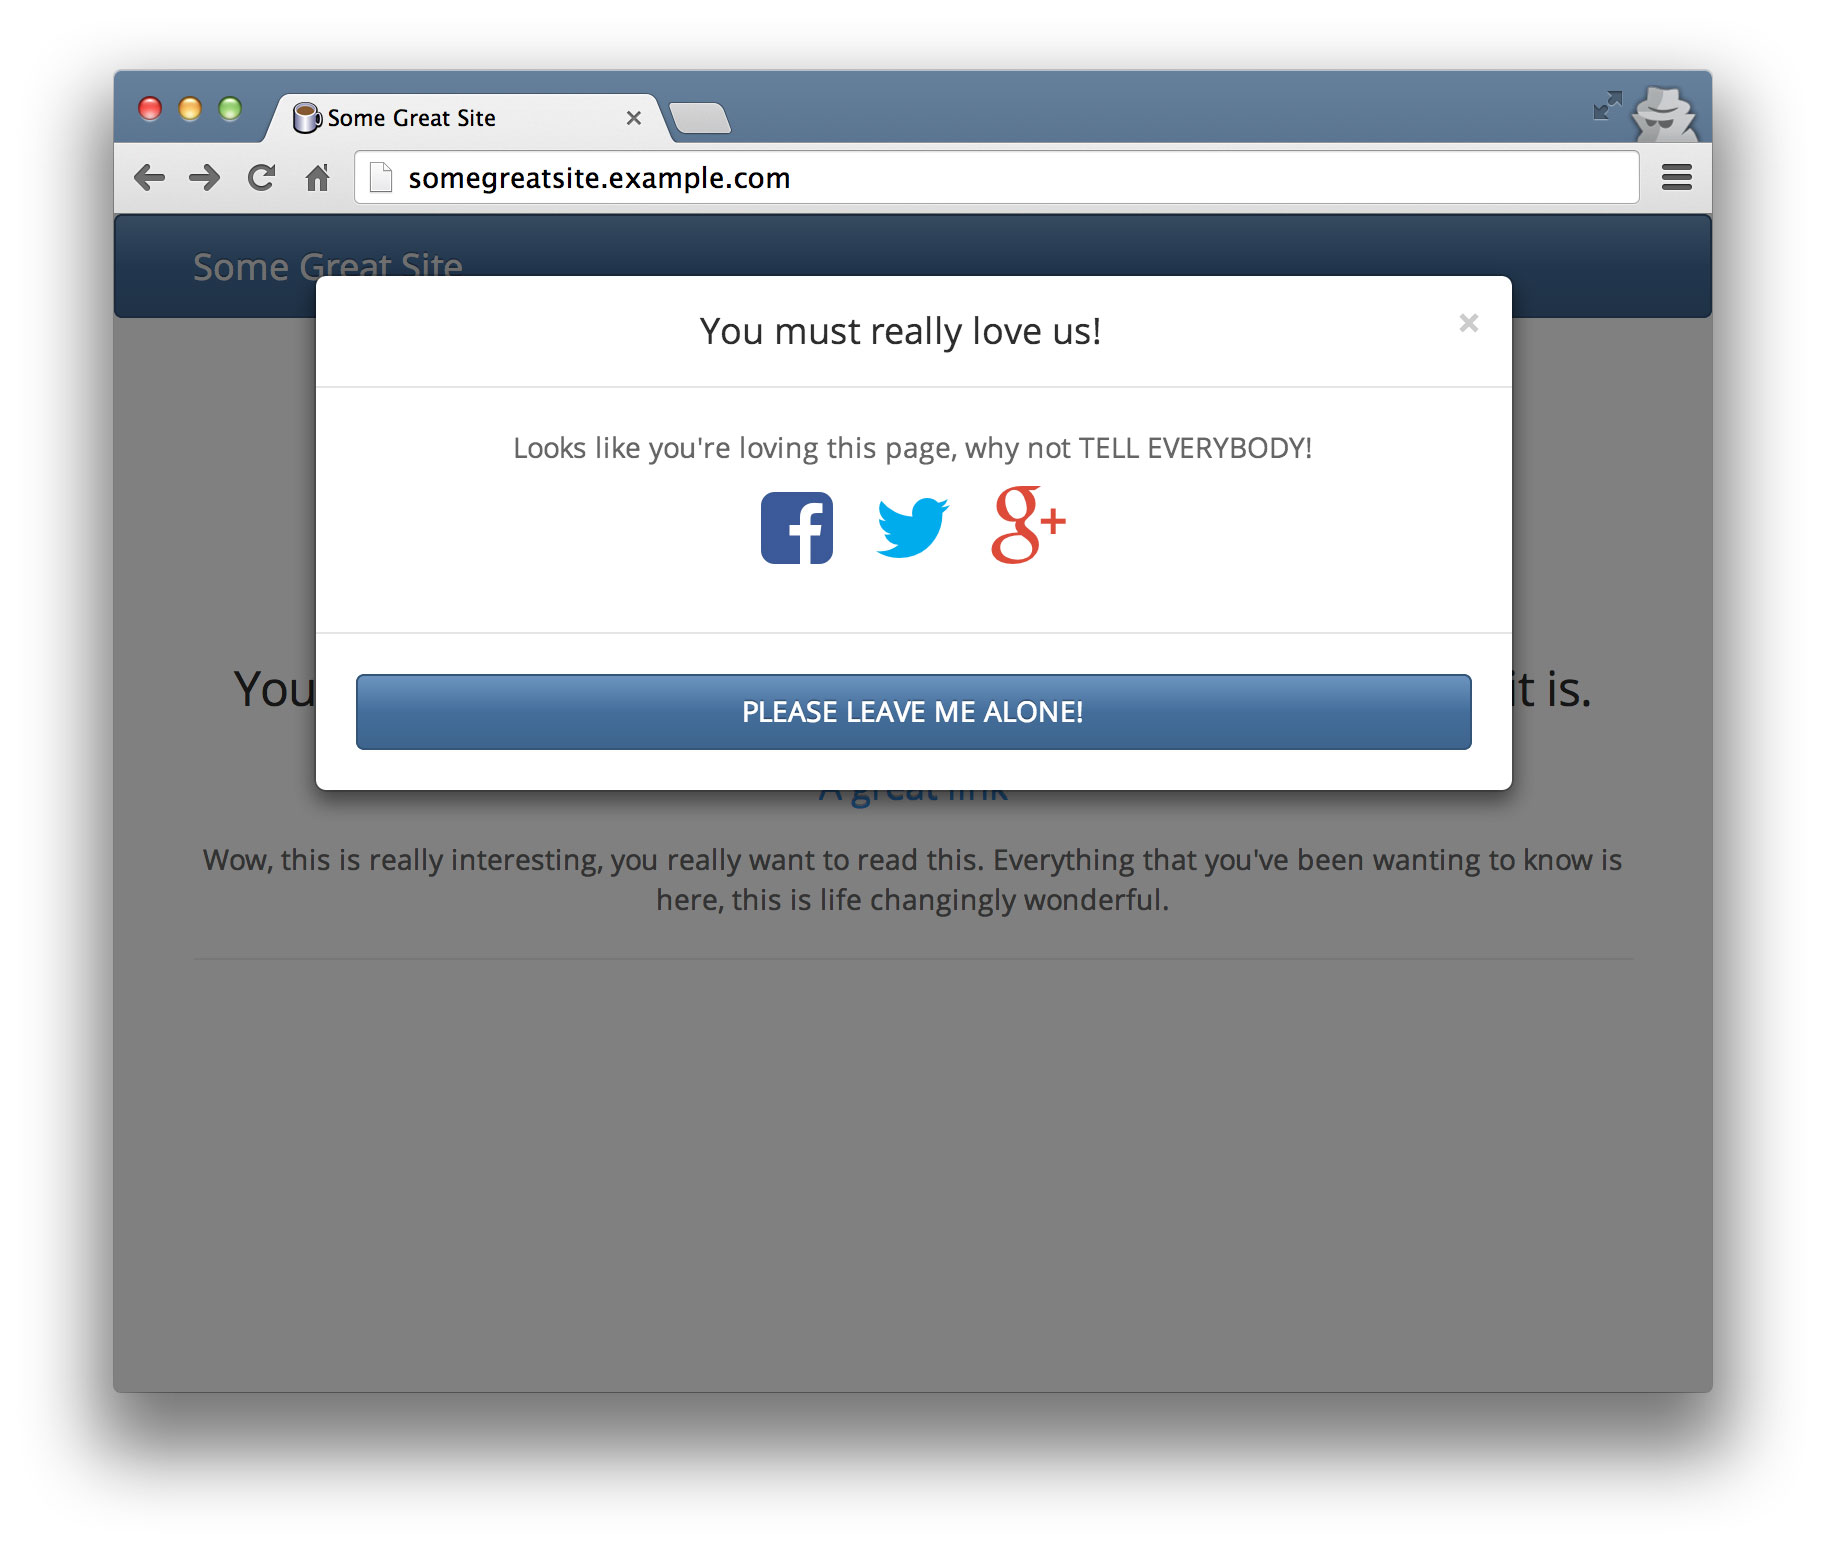 Some Great Site
somegreatsite.example.com
Some Great Site
You must really love us!
Looks like you're loving this page, why not TELL EVERYBODY!
g+
You it is.
PLEASE LEAVE ME ALONE!
A great link
Wow, this is really interesting, you really want to read this. Everything that you've been wanting to know is
here, this is life changingly wonderful.